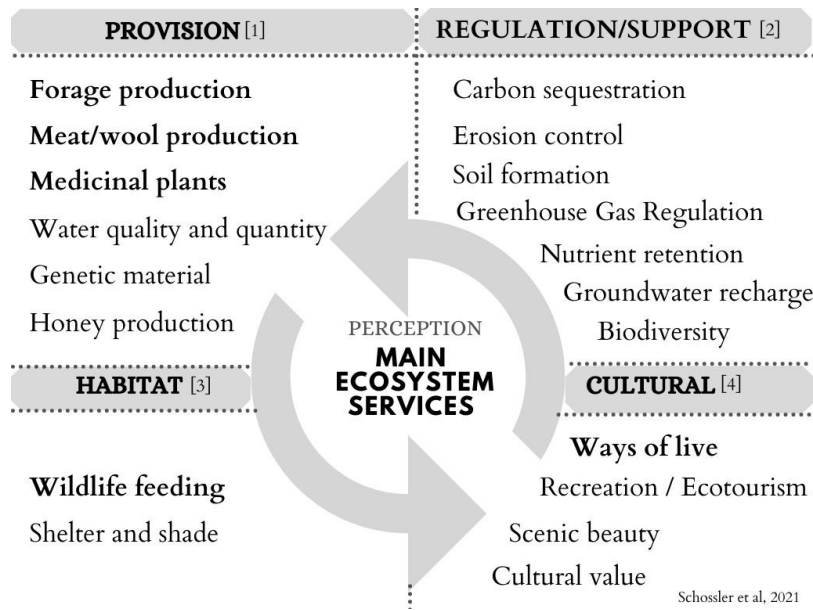 PROVISION [1]
Forage production
Meat/wool production
Medicinal plants
Water quality and quantity
Genetic material
Honey production
REGULATION/SUPPORT [2]
Carbon sequestration
Erosion control
Soil formation
Greenhouse Gas Regulation
Nutrient retention
Groundwater recharge
Biodiversity
PERCEPTION
MAIN
ECOSYSTEM
SERVICES
HABITAT [3]
Wildlife feeding
Shelter and shade
CULTURAL [4]
Ways of live
Recreation / Ecotourism
Scenic beauty
Cultural value
Schossler et al, 2021